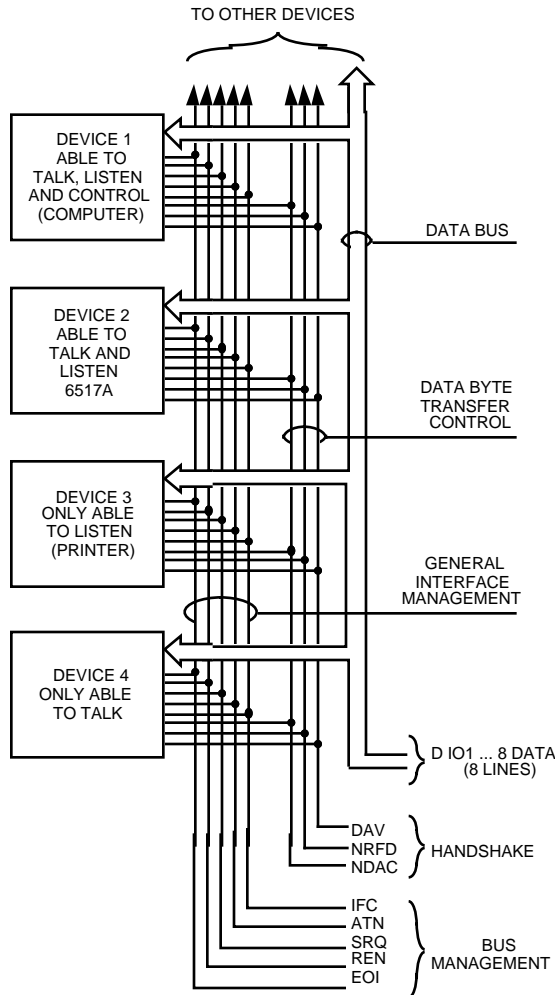 TO OTHER DEVICES
DEVICE 1
ABLE TO
TALK, LISTEN
AND CONTROL
(COMPUTER)
DATA BUS
DEVICE 2
ABLE TO
TALK AND
LISTEN
6517A
DATA BYTE
TRANSFER
CONTROL
DEVICE 3
ONLY ABLE
TO LISTEN
(PRINTER)
GENERAL
INTERFACE
MANAGEMENT
DEVICE 4
ONLY ABLE
TO TALK
D IO1 ... 8 DATA
(8 LINES)
DAV
NRFD
NDAC
HANDSHAKE
IFC
ATN
SRQ
REN
EOI
BUS
MANAGEMENT